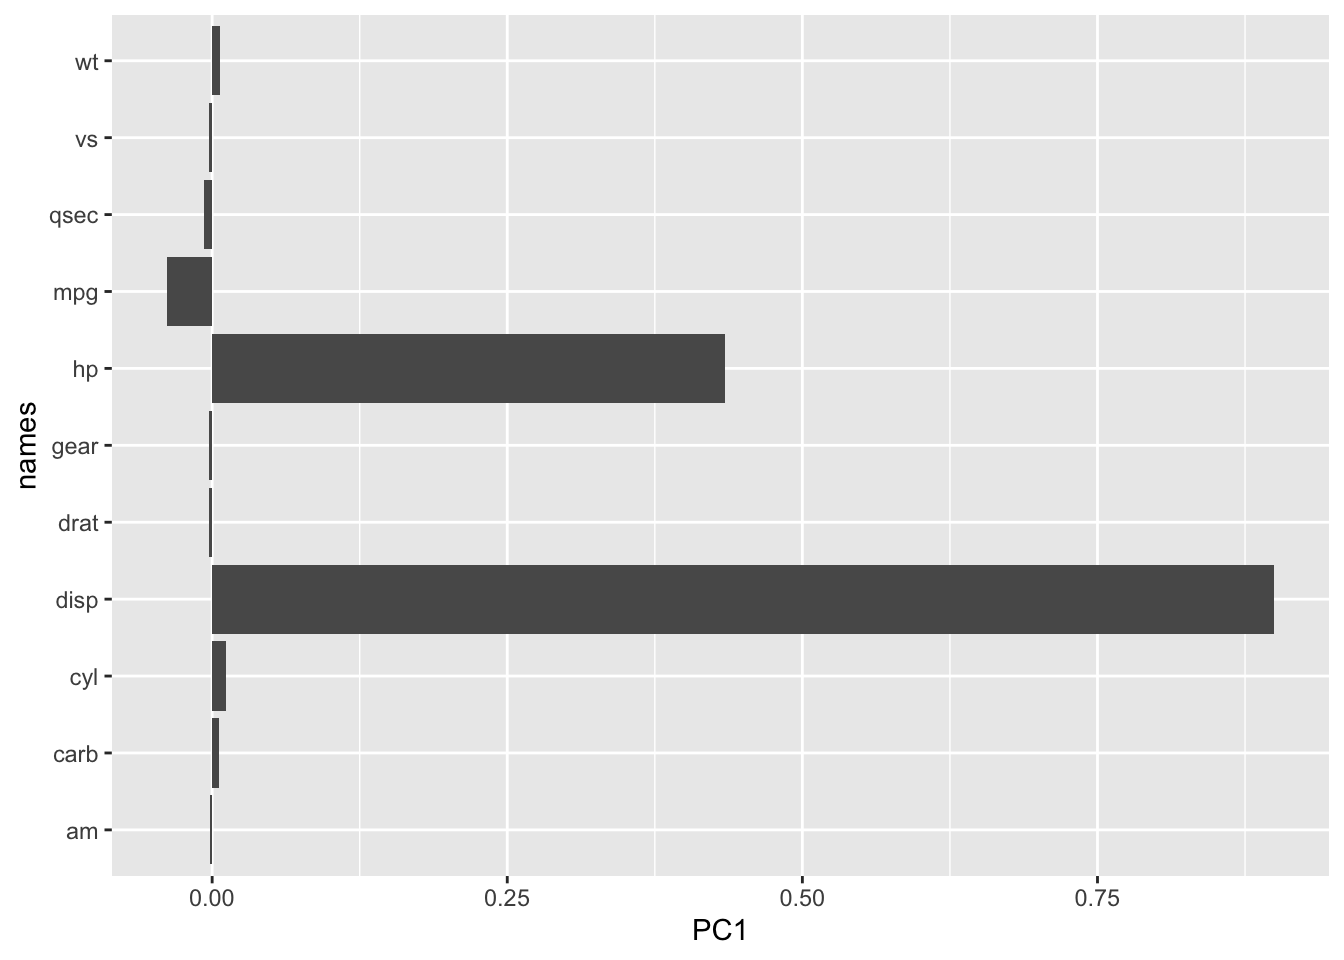 wt
vs
qsec
mpg
hp
gear
drat
disp
cyl
carb
am
names
0.00 0.25 0.50 0.75
PC1